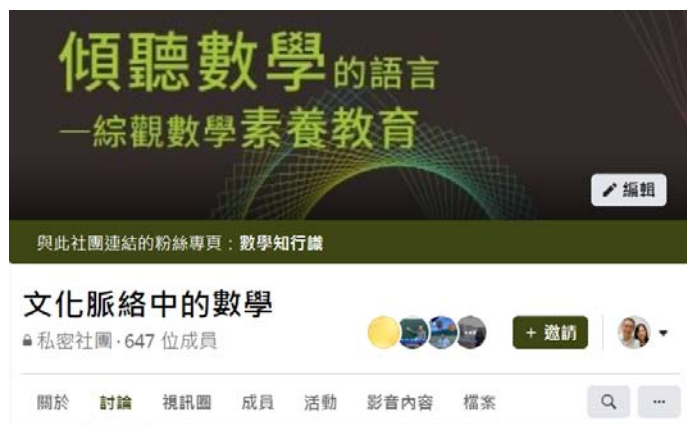 傾聽數學的語言
—綜觀數學素養教育
編輯
與此社團連結的粉絲專頁：數學知行識
文化脈絡中的數學
私密社團·647 位成員
+ 邀請
關於 討論 視訊圈 成員 活動 影音內容 檔案